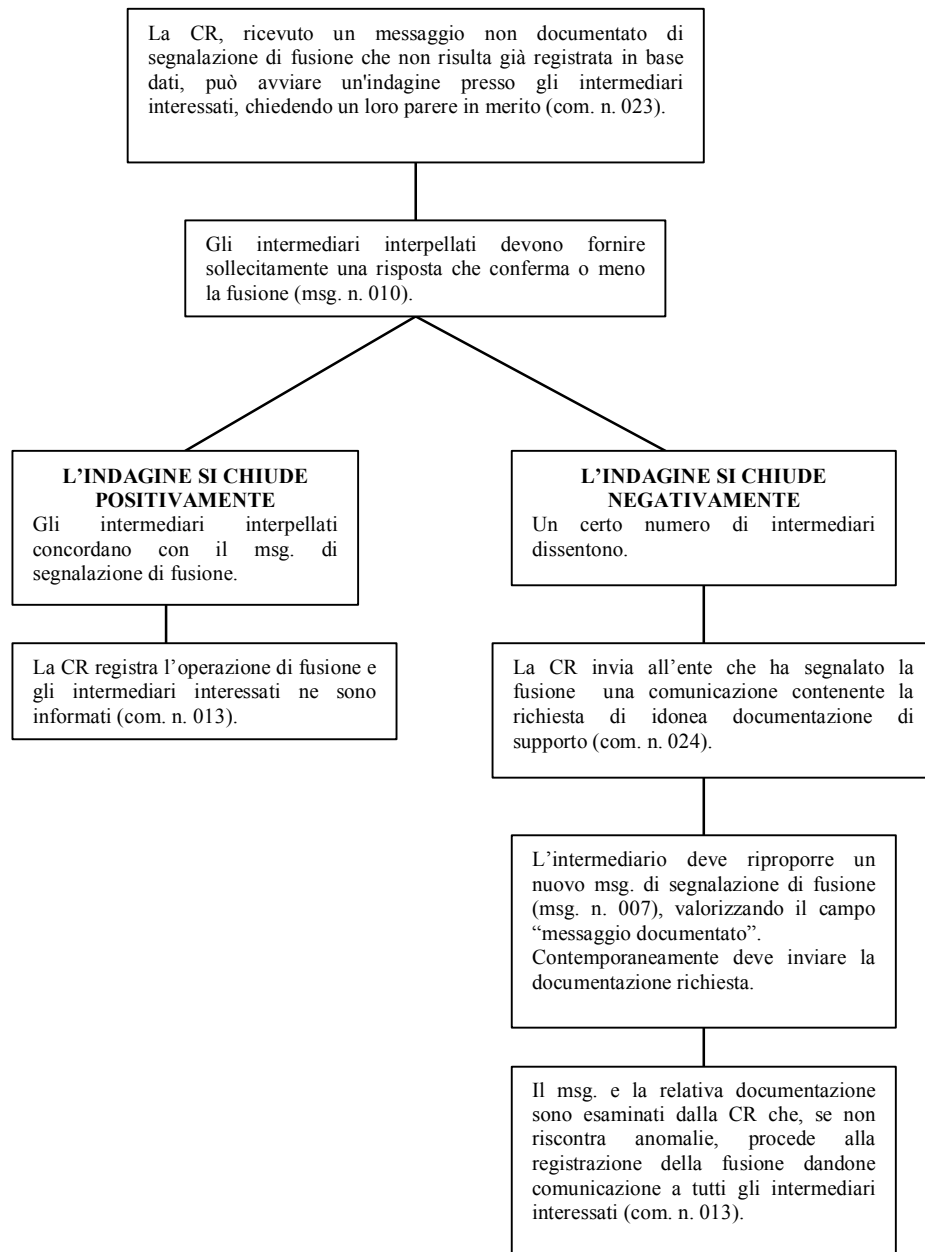 La CR, ricevuto un messaggio non documentato di
segnalazione di fusione che non risulta già registrata in base
dati, può avviare un'indagine presso gli intermediari
interessati, chiedendo un loro parere in merito (com. n. 023).
Gli intermediari interpellati devono fornire
sollecitamente una risposta che conferma o meno
la fusione (msg. n. 010).
L’INDAGINE SI CHIUDE
POSITIVAMENTE
Gli intermediari interpellati
concordano con il msg. di
segnalazione di fusione.
L’INDAGINE SI CHIUDE
NEGATIVAMENTE
Un certo numero di intermediari
dissentono.
La CR registra l’operazione di fusione e
gli intermediari interessati ne sono
informati (com. n. 013).
La CR invia all’ente che ha segnalato la
fusione una comunicazione contenente la
richiesta di idonea documentazione di
supporto (com. n. 024).
L’intermediario deve riproporre un
nuovo msg. di segnalazione di fusione
(msg. n. 007), valorizzando il campo
“messaggio documentato”.
Contemporaneamente deve inviare la
documentazione richiesta.
Il msg. e la relativa documentazione
sono esaminati dalla CR che, se non
riscontra anomalie, procede alla
registrazione della fusione dandone
comunicazione a tutti gli intermediari
interessati (com. n. 013).